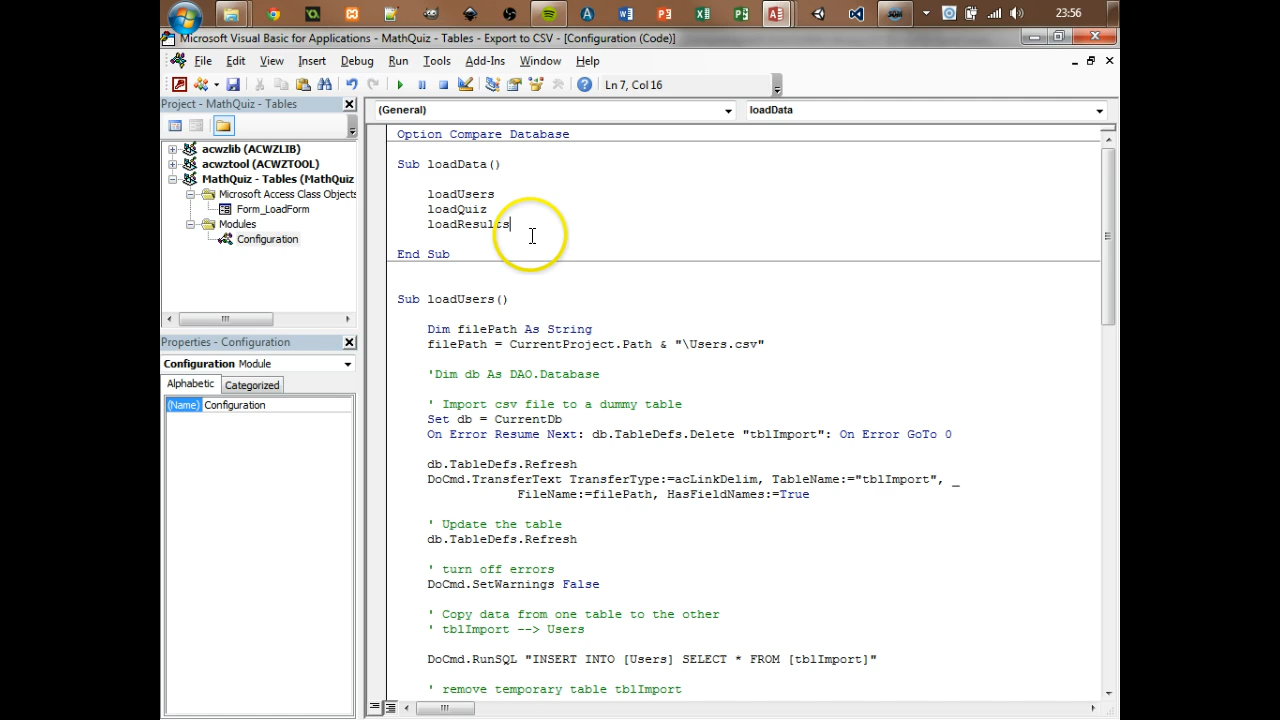 23:56
Microsoft Visual Basic for Applications - MathQuiz - Tables - Export to CSV - [Configuration (Code)]
File Edit View Insert Debug Run Tools Add-Ins Window Help
Ln 7, Col 16
Project - MathQuiz - Tables
acwzlib (ACWZLIB)
acwztool (ACWZTOOL)
MathQuiz - Tables (MathQuiz
Microsoft Access Class Objects
Form_LoadForm
Modules
Configuration
Properties - Configuration
Configuration Module
Alphabetic Categorized
(Name) Configuration
(General) loadData
Option Compare Database
Sub loadData()
loadUsers
loadQuiz
loadResults
End Sub
Sub loadUsers()
Dim filePath As String
filePath = CurrentProject.Path & "\Users.csv"
'Dim db As DAO.Database
' Import csv file to a dummy table
Set db = CurrentDb
On Error Resume Next: db.TableDefs.Delete "tblImport": On Error GoTo 0
db.TableDefs.Refresh
DoCmd.TransferText TransferType:=acLinkDelim, TableName:="tblImport", _
FileName:=filePath, HasFieldNames:=True
' Update the table
db.TableDefs.Refresh
' turn off errors
DoCmd.SetWarnings False
' Copy data from one table to the other
' tblImport --> Users
DoCmd.RunSQL "INSERT INTO [Users] SELECT * FROM [tblImport]"
' remove temporary table tblImport